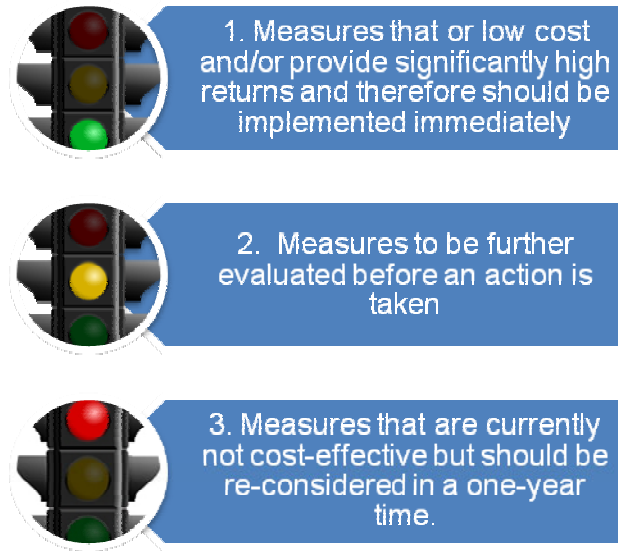 1. Measures that or low cost
and/or provide significantly high
returns and therefore should be
implemented immediately
2. Measures to be further
evaluated before an action is
taken
3. Measures that are currently
not cost-effective but should be
re-considered in a one-year
time.